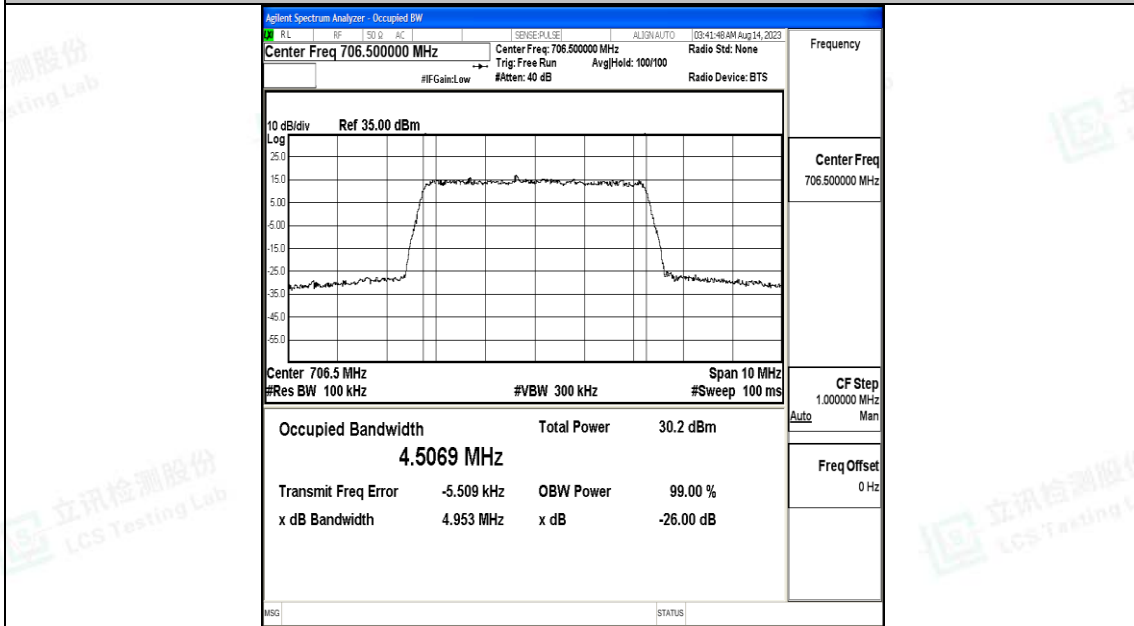 Agilent Spectrum Analyzer - Occupied BW
RL RF 50 Ω AC SENSE:PULSE ALIGN AUTO 03:41:48 AM Aug 14, 2023
Center Freq 706.500000 MHz
Center Freq: 706.500000 MHz Radio Std: None
Trig: Free Run Avg|Hold: 100/100
#IFGain:Low #Atten: 40 dB Radio Device: BTS
Frequency
10 dB/div Ref 35.00 dBm
Log
25.0
15.0
5.00
-5.00
-15.0
-25.0
-35.0
-45.0
-55.0
Center 706.5 MHz Span 10 MHz
#Res BW 100 kHz #VBW 300 kHz #Sweep 100 ms
Center Freq
706.500000 MHz
CF Step
1.000000 MHz
Auto Man
Freq Offset
0 Hz
Occupied Bandwidth Total Power 30.2 dBm
4.5069 MHz
Transmit Freq Error -5.509 kHz OBW Power 99.00 %
x dB Bandwidth 4.953 MHz x dB -26.00 dB
MSG STATUS
立讯检测股份
LCS Testing Lab